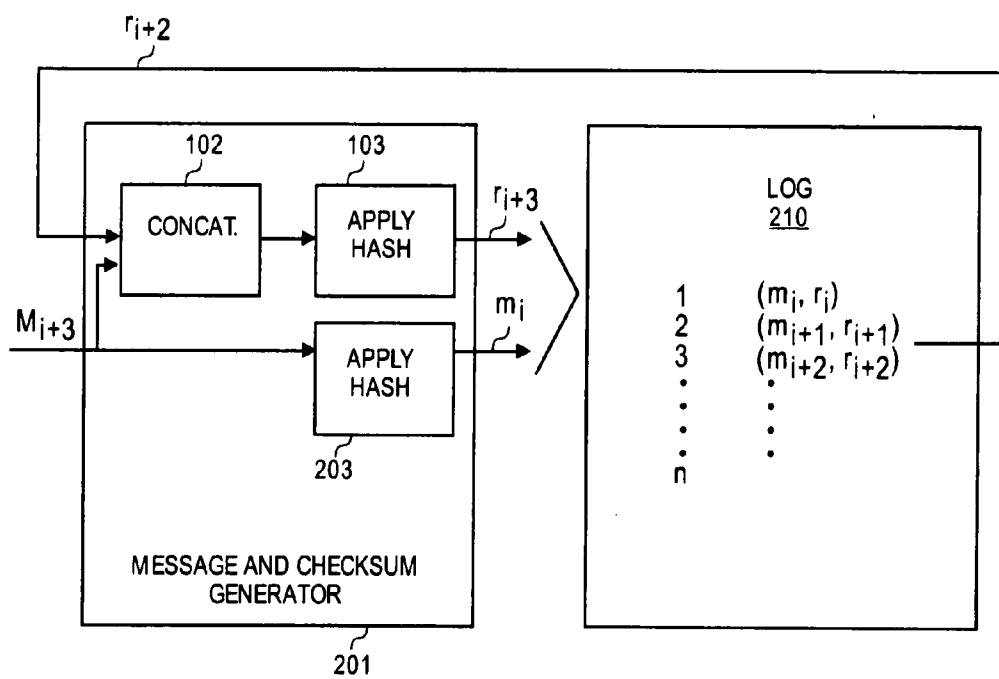 r_{i+2}
102
103
CONCAT.
APPLY
HASH
r_{i+3}
LOG
210
M_{i+3}
APPLY
HASH
m_i
203
1 (m_i, r_i)
2 (m_{i+1}, r_{i+1})
3 (m_{i+2}, r_{i+2})
n
MESSAGE AND CHECKSUM
GENERATOR
201